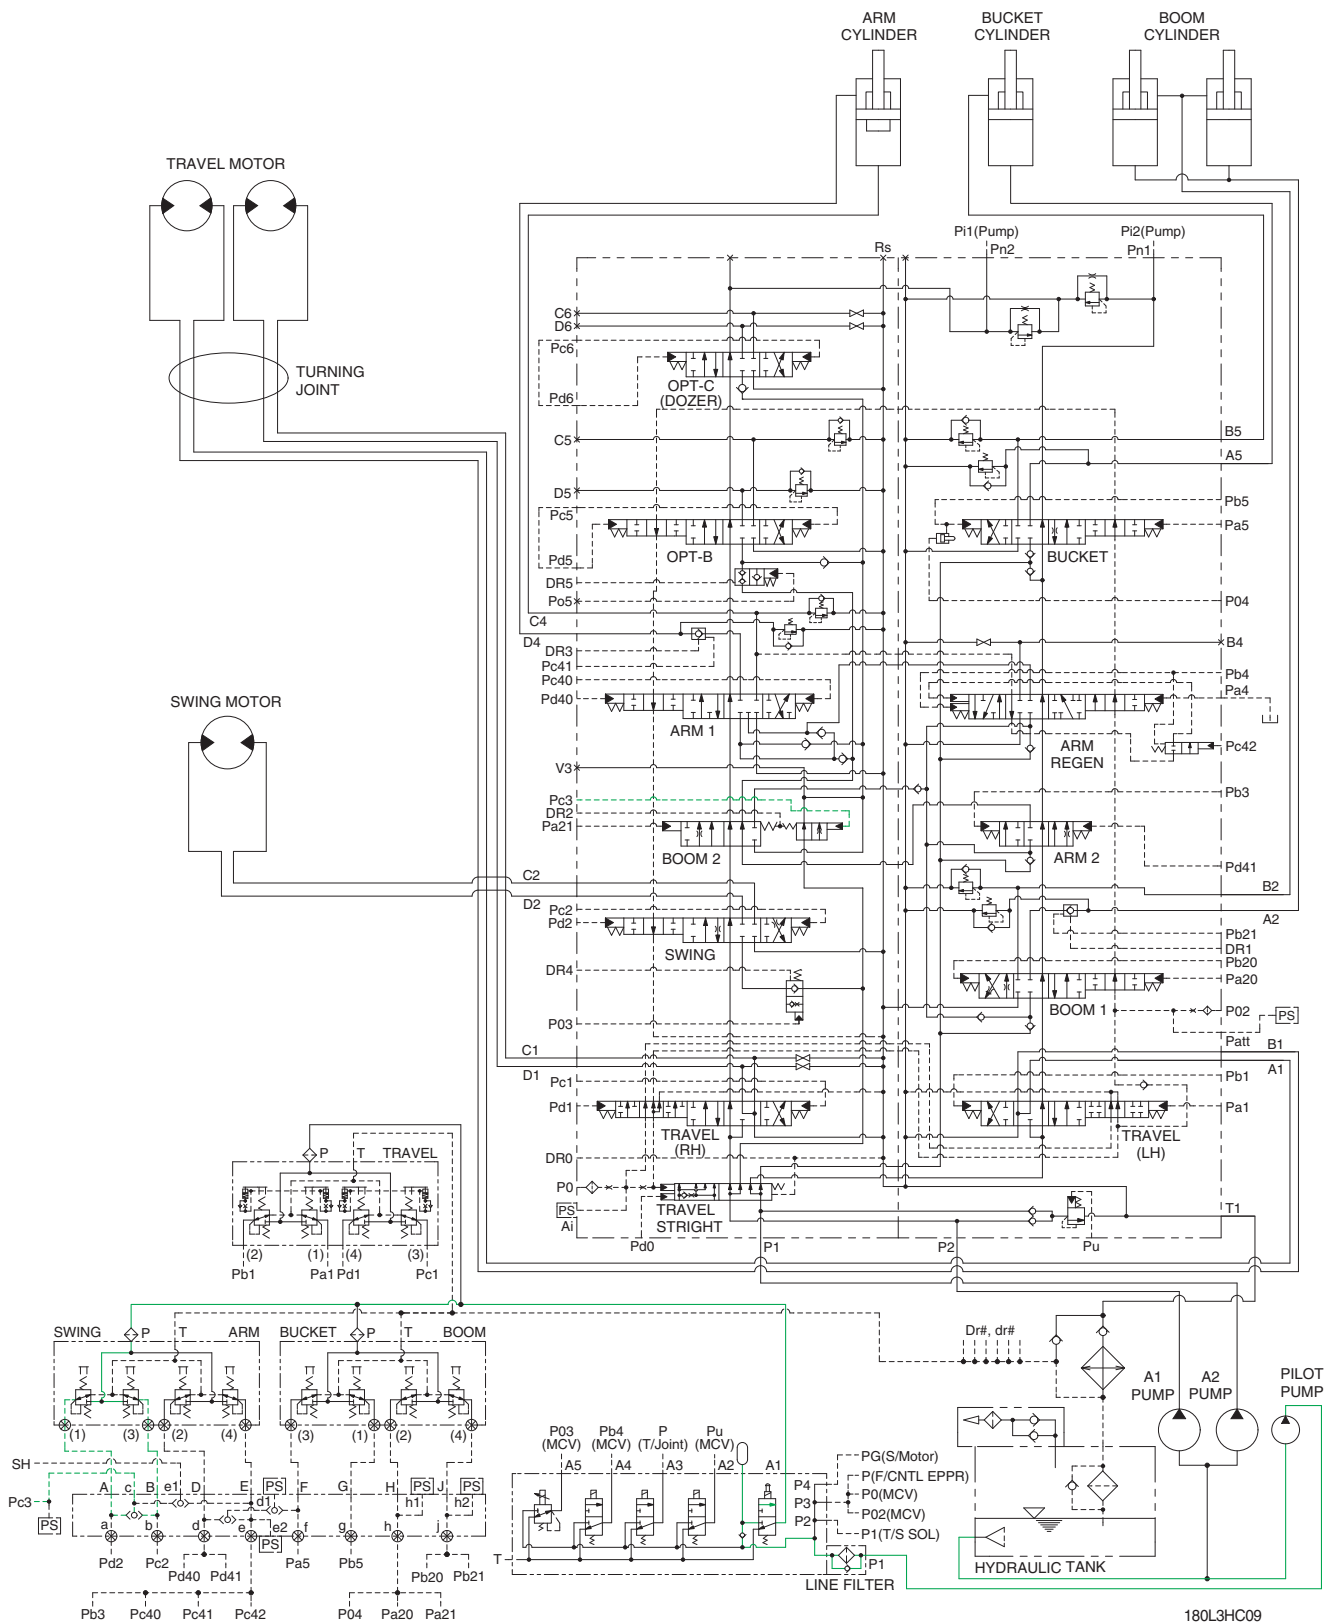 ARM
CYLINDER
BUCKET
CYLINDER
BOOM
CYLINDER
TRAVEL MOTOR
TURNING
JOINT
SWING MOTOR
Rs
Pi1(Pump)
Pn2
Pi2(Pump)
Pn1
C6
D6
Pc6
OPT-C
(DOZER)
Pd6
C5
B5
A5
D5
Pc5
Pb5
Pa5
OPT-B
BUCKET
Pd5
DR5
Po5
P04
C4
D4
B4
DR3
Pc41
Pc40
Pd40
Pb4
Pa4
ARM 1
ARM
REGEN
Pc42
V3
Pc3
DR2
Pa21
Pb3
BOOM 2
ARM 2
Pd41
C2
D2
B2
A2
Pc2
Pd2
Pb21
DR1
SWING
Pb20
Pa20
DR4
BOOM 1
P03
P02
PS
Patt
C1
D1
B1
A1
Pc1
Pd1
Pb1
Pa1
TRAVEL
(RH)
TRAVEL
(LH)
DR0
P0
PS
Ai
TRAVEL
STRIGHT
T1
Pd0
P1
P2
Pu
P
T
TRAVEL
(2)
(1)
(4)
(3)
Pb1
Pa1
Pd1
Pc1
SWING
P
T
ARM
BUCKET
P
T
BOOM
(1)
(3)
(2)
(4)
(3)
(1)
(2)
(4)
SH
Pc3
PS
A
c
B
e1
D
E
d1
PS
F
G
H
h1
PS
J
h2
PS
a
b
d
e
e2
PS
f
g
h
j
Pd2
Pc2
Pd40
Pd41
Pa5
Pb5
Pb20
Pb21
Pb3
Pc40
Pc41
Pc42
P04
Pa20
Pa21
P03
(MCV)
Pb4
(MCV)
P
(T/Joint)
Pu
(MCV)
A5
A4
A3
A2
A1
P4
P3
P2
PG(S/Motor)
P(F/CNTL EPPR)
P0(MCV)
P02(MCV)
P1(T/S SOL)
T
P1
LINE FILTER
Dr#, dr#
A1
PUMP
A2
PUMP
PILOT
PUMP
HYDRAULIC TANK
180L3HC09